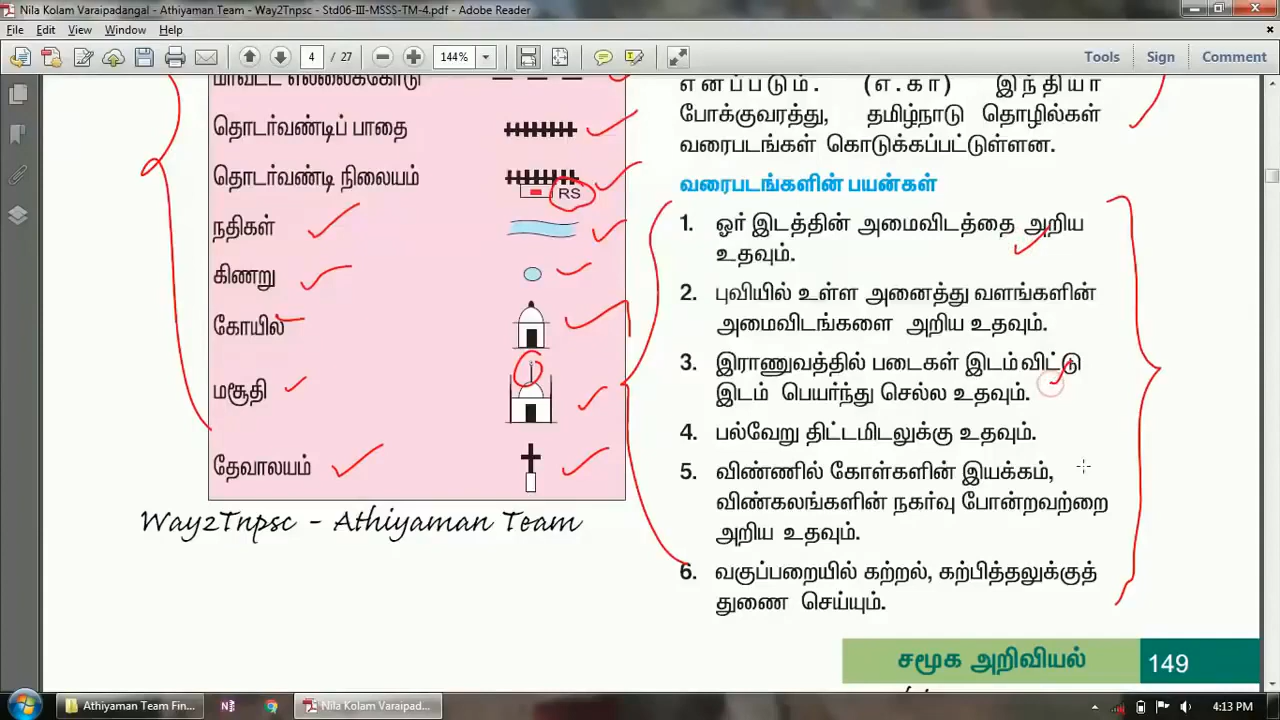 Nila Kolam Varaipadangal - Athiyaman Team - Way2Tnpsc - Std06-III-MSSS-TM-4.pdf - Adobe Reader
File Edit View Window Help
4 / 27 144% Tools Sign Comment
மாவட்ட எல்லைக்கோடு
தொடர்வண்டிப் பாதை
தொடர்வண்டி நிலையம்
RS
நதிகள்
கிணறு
கோயில்
மசூதி
தேவாலயம்
Way2Tnpsc - Athiyaman Team
எனப்படும். (எ.கா) இந்தியா
போக்குவரத்து, தமிழ்நாடு தொழில்கள்
வரைபடங்கள் கொடுக்கப்பட்டுள்ளன.
வரைபடங்களின் பயன்கள்
1. ஓர் இடத்தின் அமைவிடத்தை அறிய
உதவும்.
2. புவியில் உள்ள அனைத்து வளங்களின்
அமைவிடங்களை அறிய உதவும்.
3. இராணுவத்தில் படைகள் இடம்விட்டு
இடம் பெயர்ந்து செல்ல உதவும்.
4. பல்வேறு திட்டமிடலுக்கு உதவும்.
5. விண்ணில் கோள்களின் இயக்கம்,
விண்கலங்களின் நகர்வு போன்றவற்றை
அறிய உதவும்.
6. வகுப்பறையில் கற்றல், கற்பித்தலுக்குத்
துணை செய்யும்.
சமூக அறிவியல் 149
Athiyaman Team Fin... Nila Kolam Varaipad... 4:13 PM